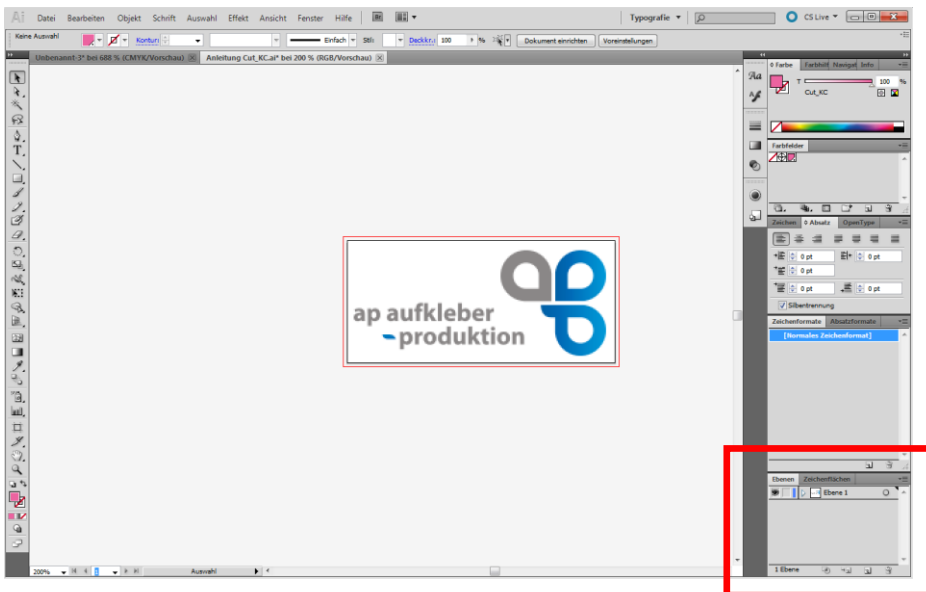 Ai Datei Bearbeiten Objekt Schrift Auswahl Effekt Ansicht Fenster Hilfe Br Typografie CS Live
Keine Auswahl Kontur: Einfach Stil: Deckkr.: 100 % Dokument einrichten Voreinstellungen
Unbenannt-3* bei 688 % (CMYK/Vorschau) Anleitung Cut_KC.ai* bei 200 % (RGB/Vorschau)
Farbe Farbhilf Navigat Info
T 100 %
Cut_KC
Farbfelder
Zeichen Absatz OpenType
0 pt 0 pt
0 pt
0 pt 0 pt
Silbentrennung
Zeichenformate Absatzformate
[Normales Zeichenformat]
ap aufkleber
-produktion
Ebenen Zeichenflächen
Ebene 1
1 Ebene
200% 1 Auswahl